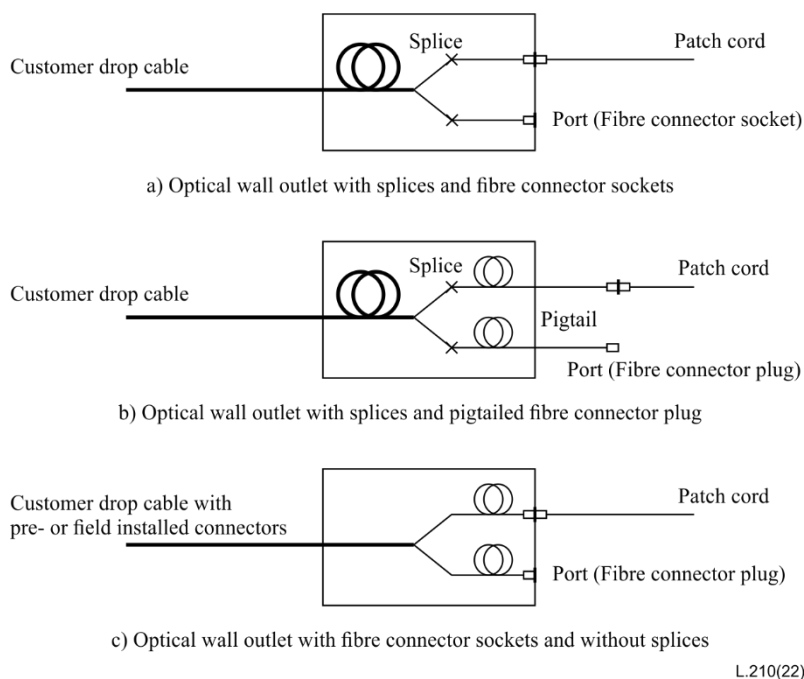 Splice
Patch cord
Customer drop cable
Port (Fibre connector socket)
a) Optical wall outlet with splices and fibre connector sockets
Splice
Patch cord
Customer drop cable
Pigtail
Port (Fibre connector plug)
b) Optical wall outlet with splices and pigtailed fibre connector plug
Customer drop cable with
pre- or field installed connectors
Patch cord
Port (Fibre connector plug)
c) Optical wall outlet with fibre connector sockets and without splices
L.210(22)